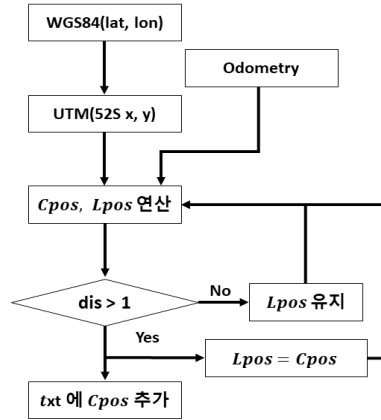 WGS84(lat, lon)
Odometry
UTM(52S x, y)
Cpos, Lpos 연산
dis > 1
No
Lpos 유지
Yes
Lpos = Cpos
txt 에 Cpos 추가